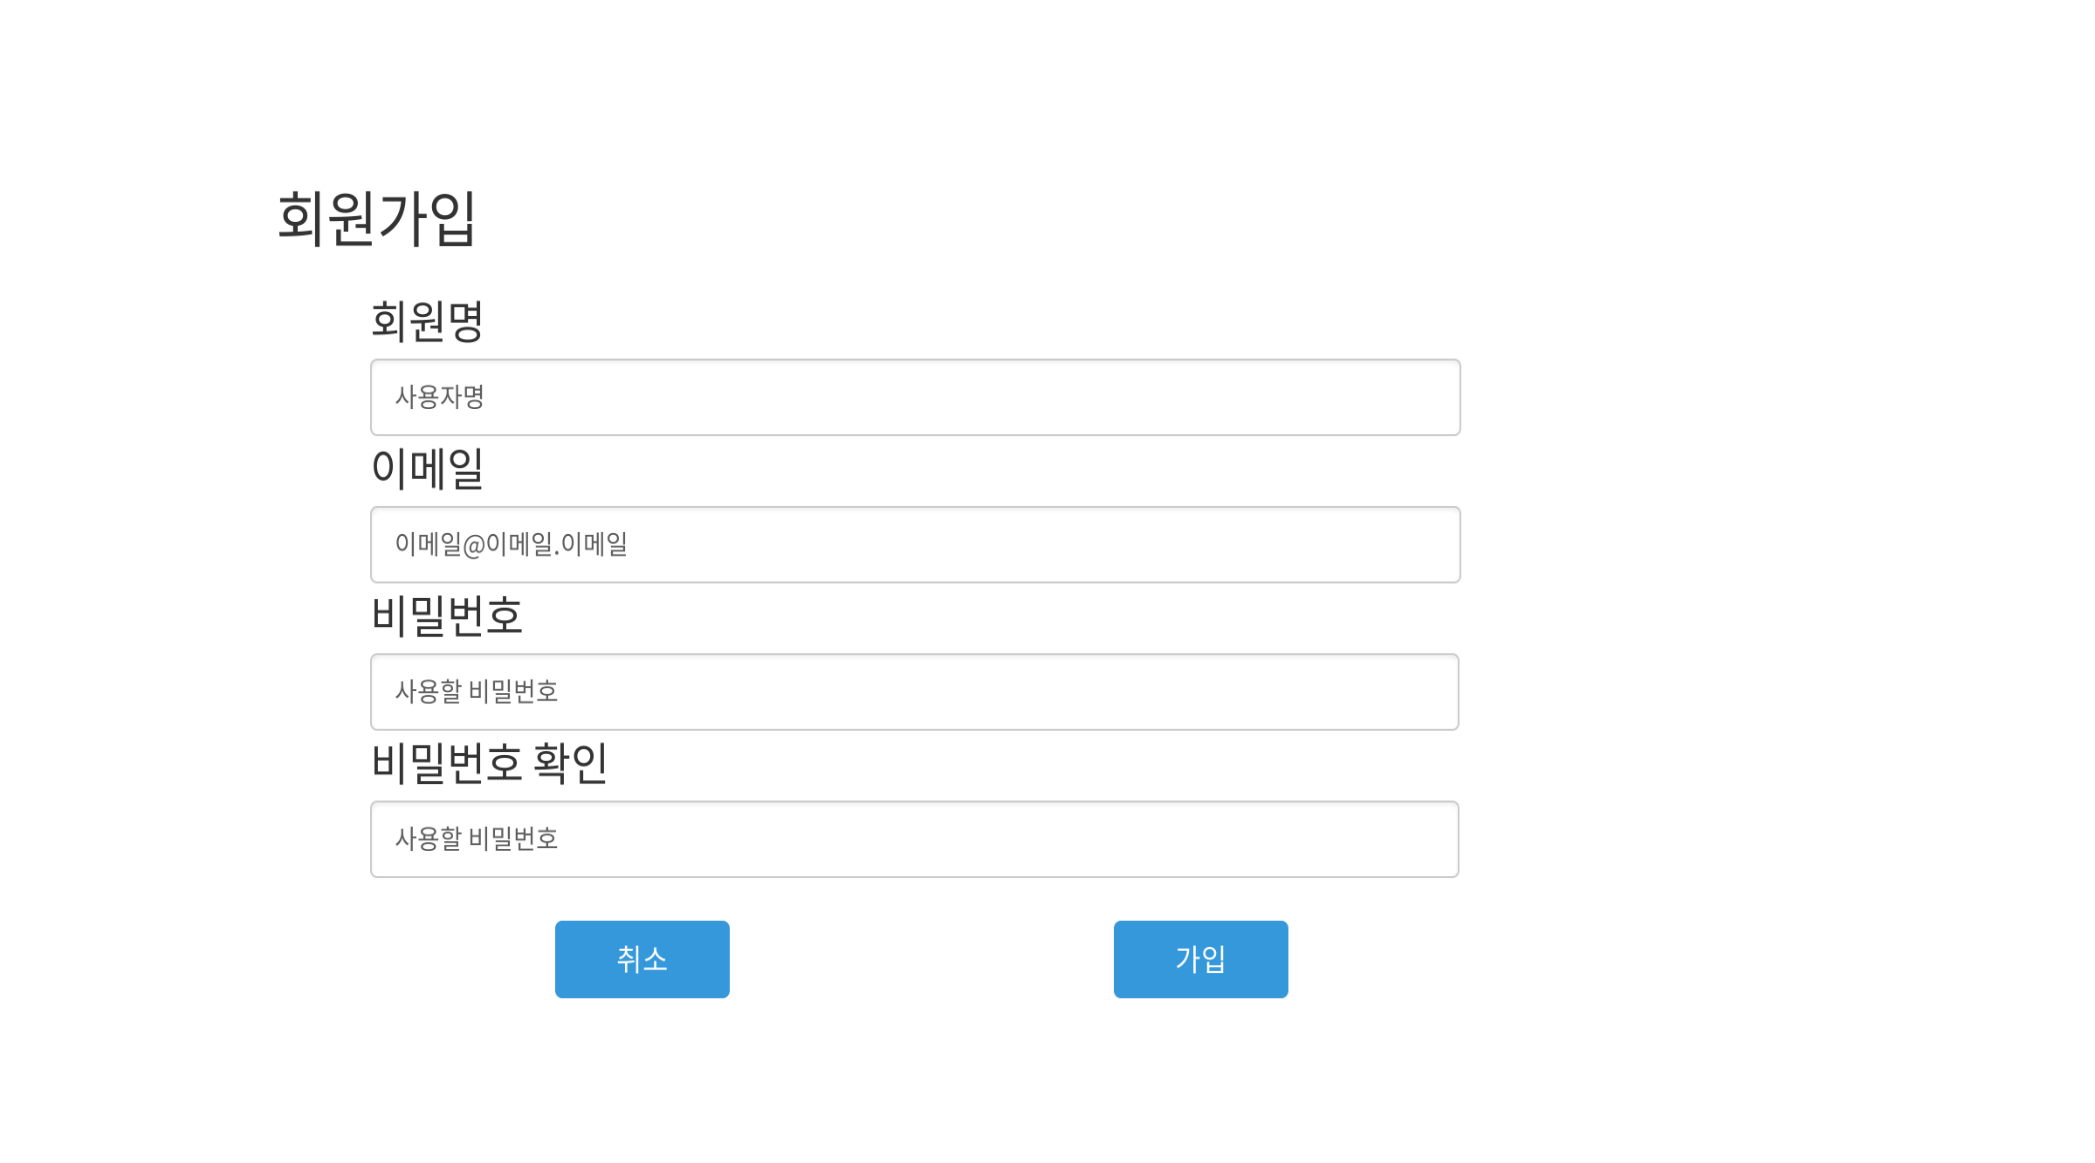 회원가입
회원명
사용자명
이메일
이메일@이메일.이메일
비밀번호
사용할 비밀번호
비밀번호 확인
사용할 비밀번호
취소
가입